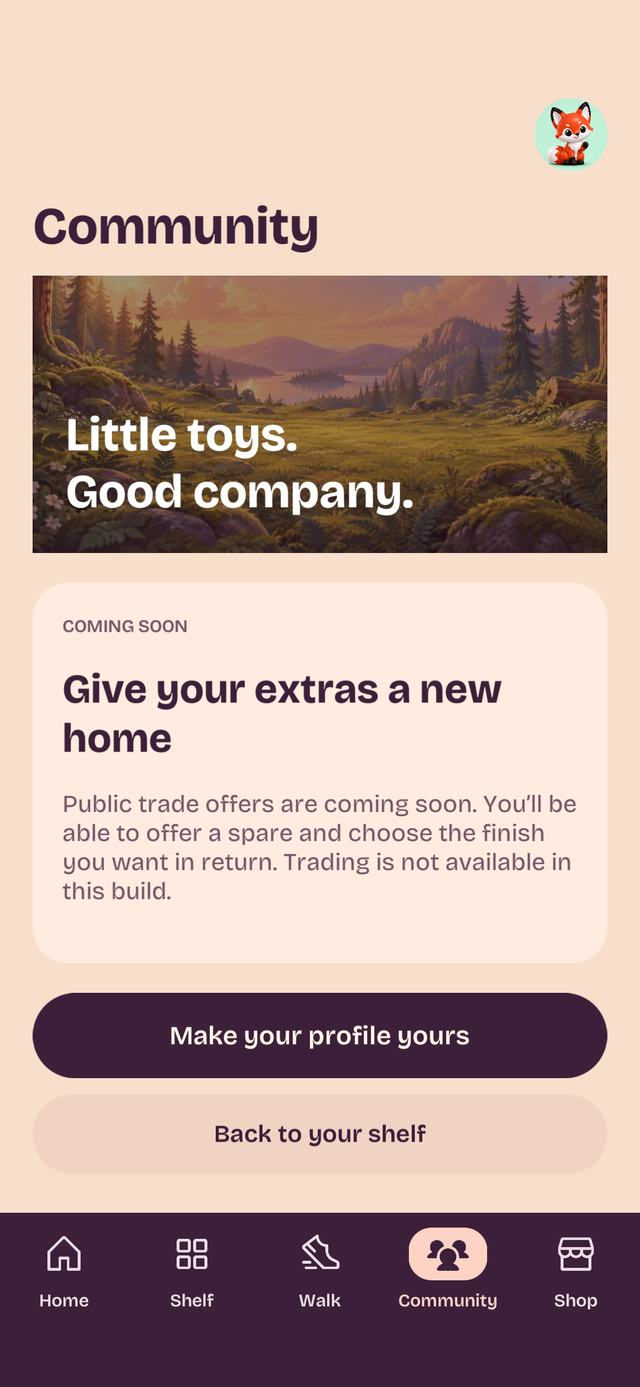 Community
Little toys.
Good company.
COMING SOON
Give your extras a new
home
Public trade offers are coming soon. You’ll be
able to offer a spare and choose the finish
you want in return. Trading is not available in
this build.
Make your profile yours
Back to your shelf
Home
Shelf
Walk
Community
Shop